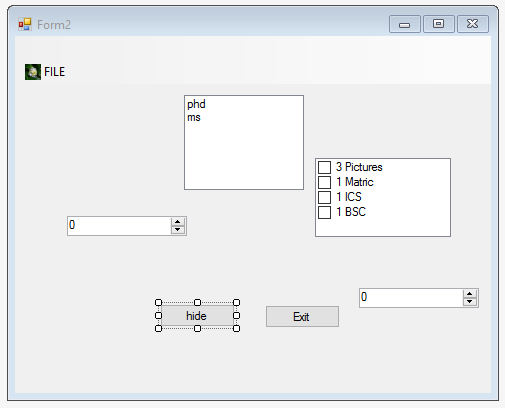 Form2
FILE
phd
ms
3 Pictures
1 Matric
1 ICS
1 BSC
0
0
hide
Exit